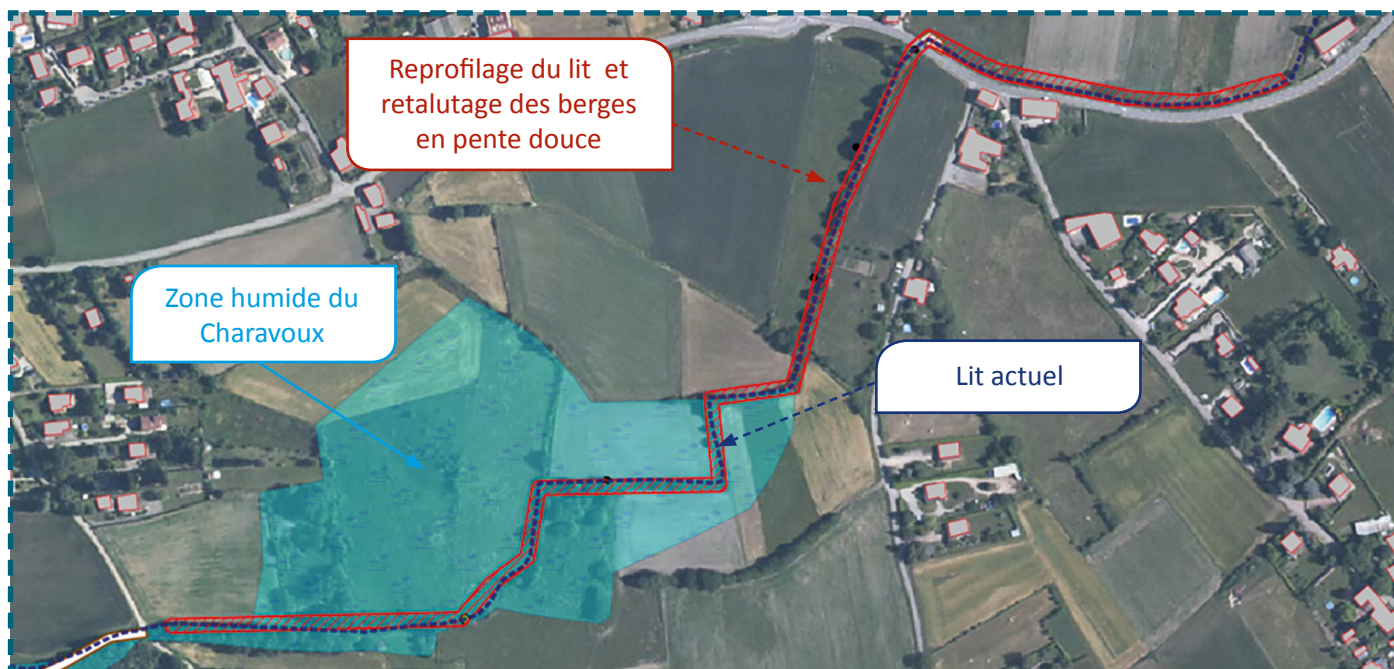 Reprofilage du lit et
retalutage des berges
en pente douce
Zone humide du
Charavoux
Lit actuel